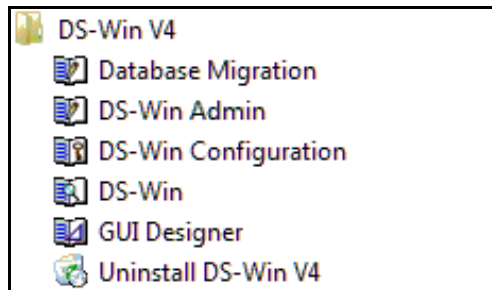 DS-Win V4
Database Migration
DS-Win Admin
DS-Win Configuration
DS-Win
GUI Designer
Uninstall DS-Win V4